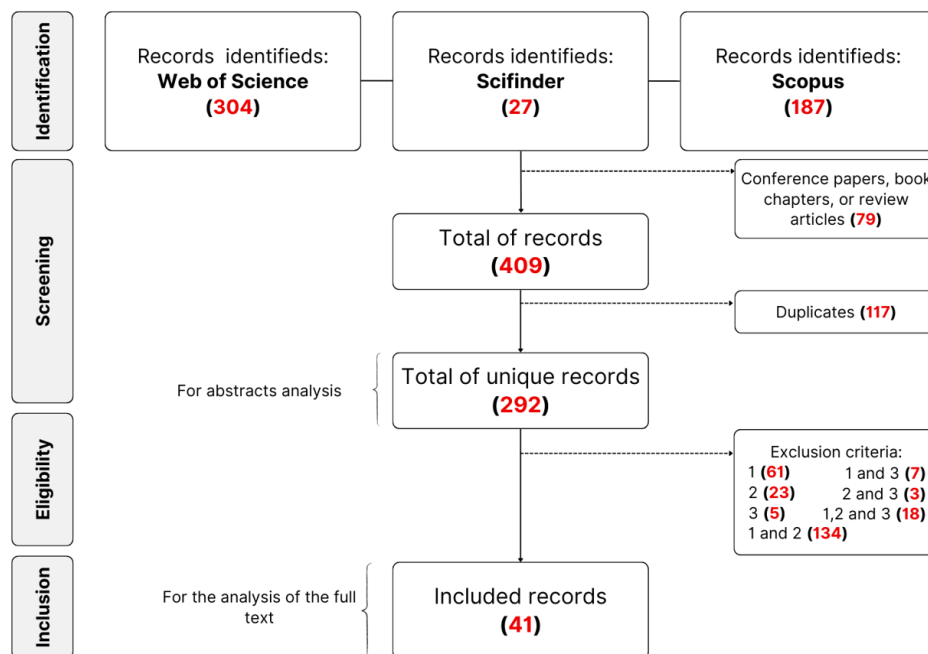 Identification
Records identifieds:
Web of Science
(304)
Records identifieds:
Scifinder
(27)
Records identifieds:
Scopus
(187)
Screening
Conference papers, book
chapters, or review
articles (79)
Total of records
(409)
Duplicates (117)
For abstracts analysis
Total of unique records
(292)
Eligibility
Exclusion criteria:
1 (61) 1 and 3 (7)
2 (23) 2 and 3 (3)
3 (5) 1,2 and 3 (18)
1 and 2 (134)
Inclusion
For the analysis of the full
text
Included records
(41)